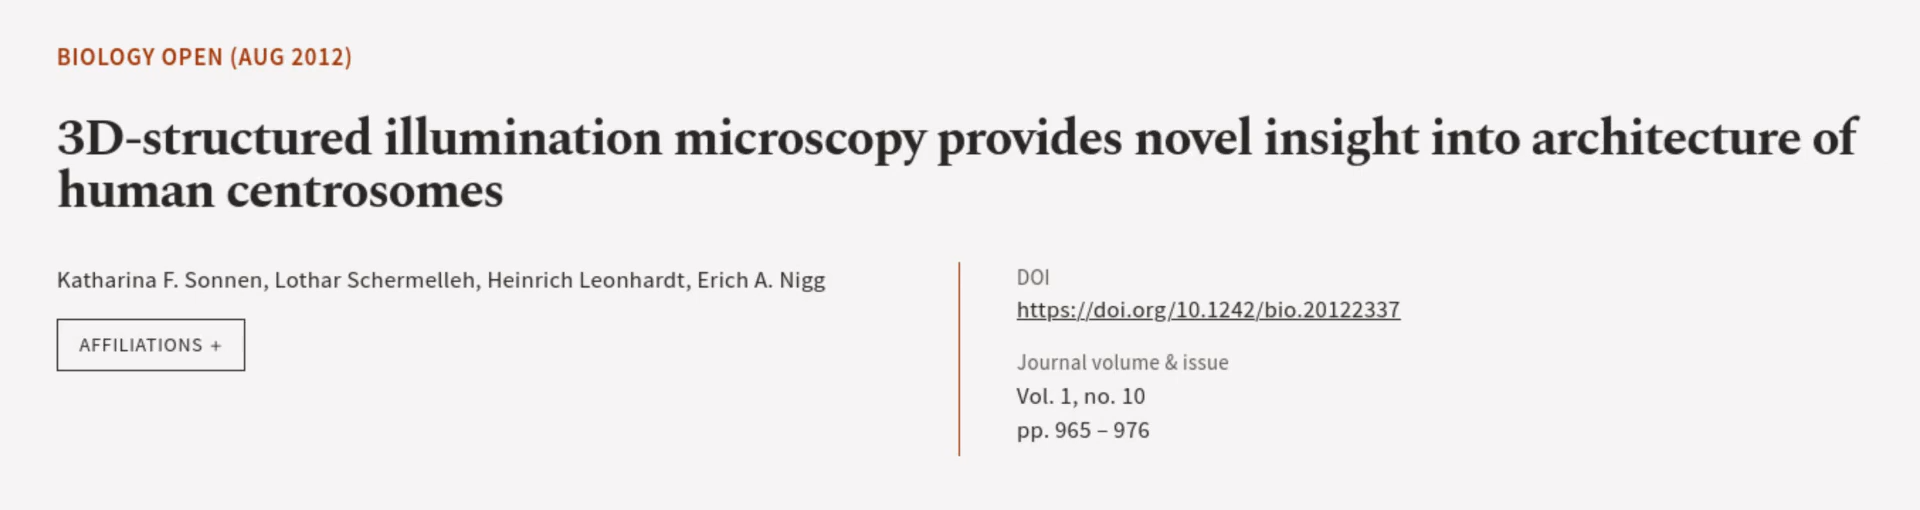 BIOLOGY OPEN (AUG 2012)
3D-structured illumination microscopy provides novel insight into architecture of
human centrosomes
Katharina F. Sonnen, Lothar Schermelleh, Heinrich Leonhardt, Erich A. Nigg
AFFILIATIONS +
DOI
https://doi.org/10.1242/bio.20122337
Journal volume & issue
Vol. 1, no. 10
pp. 965 – 976